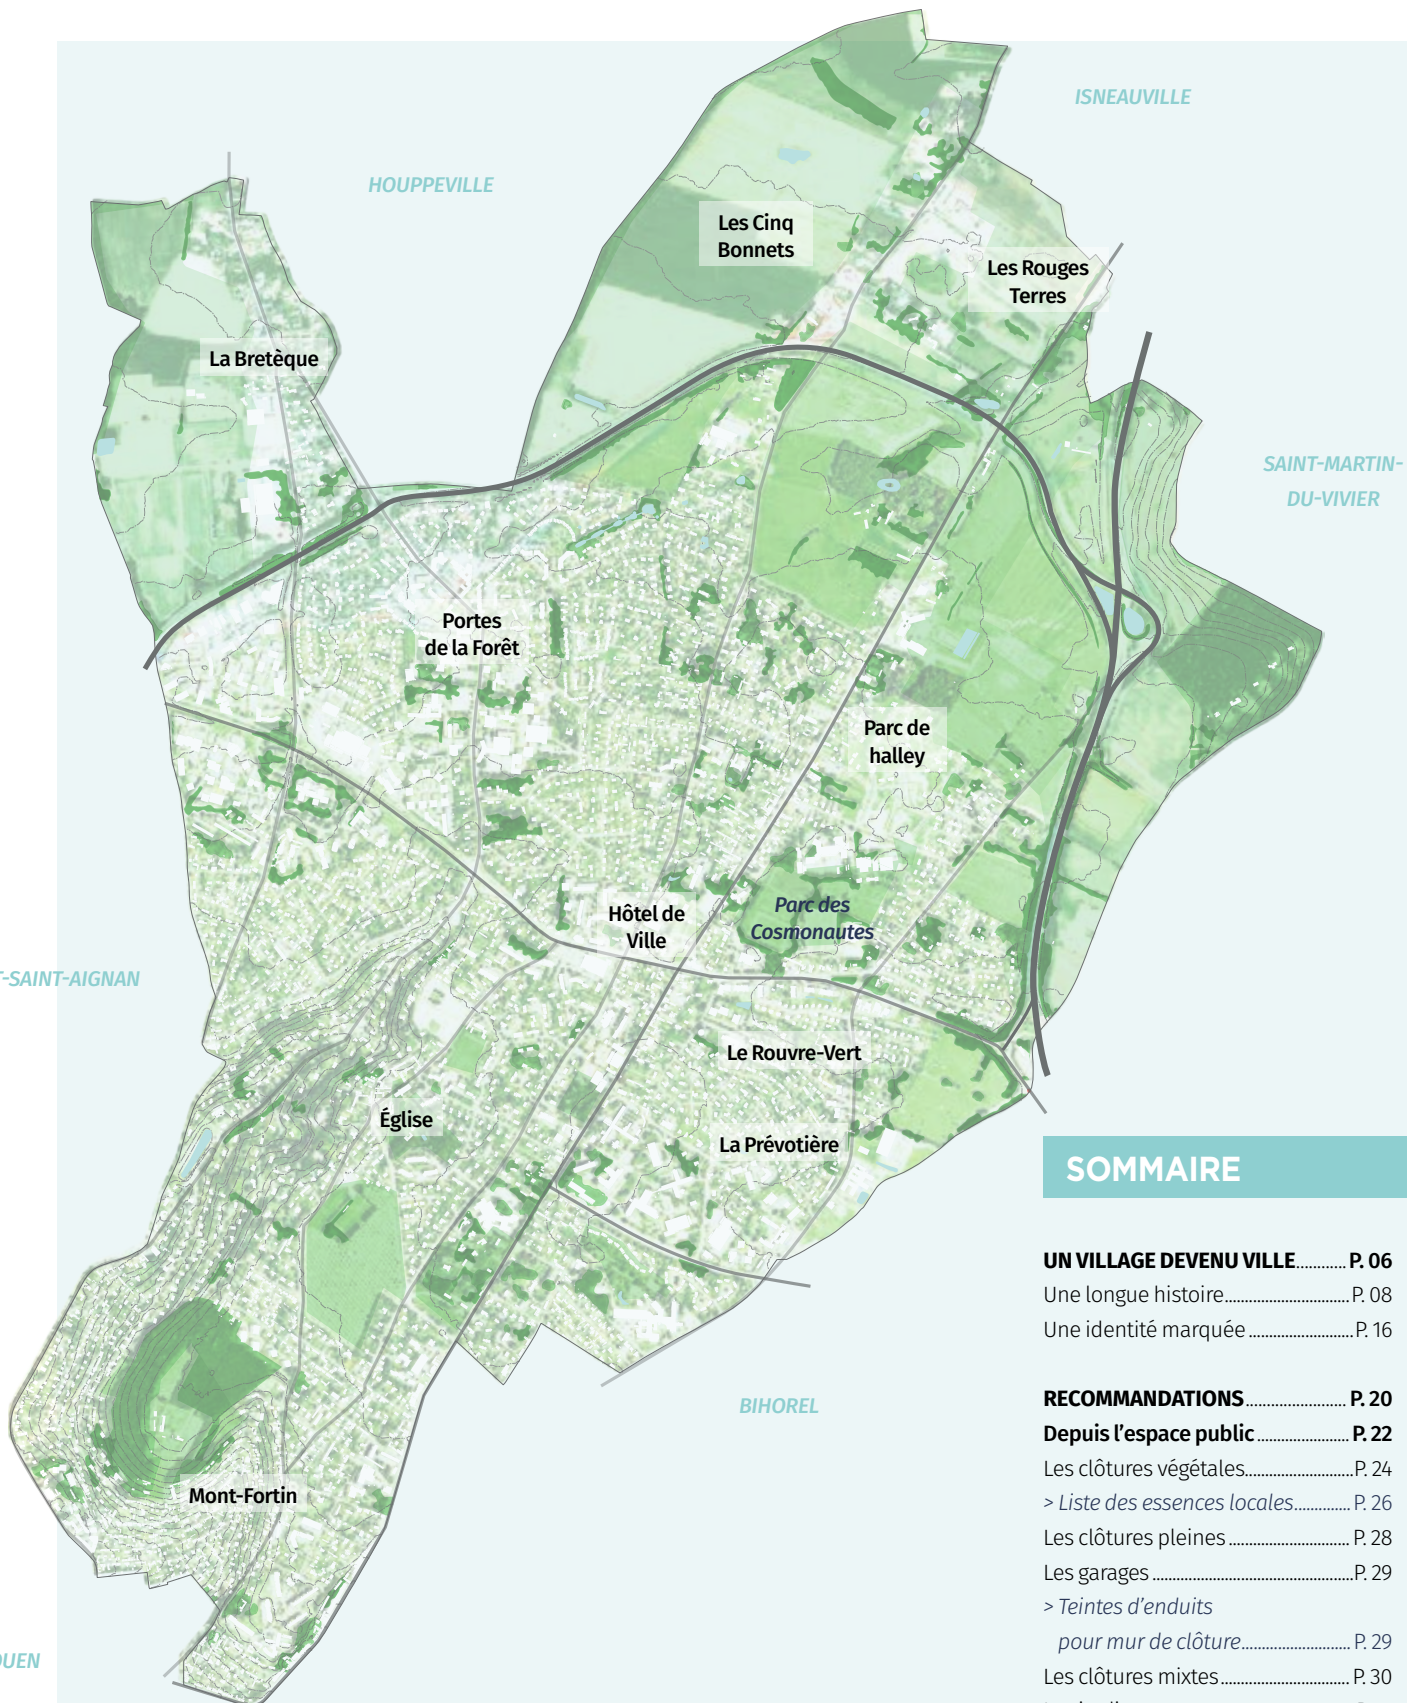 ISNEAUVILLE
HOUPPEVILLE
Les Cinq
Bonnets
Les Rouges
Terres
La Bretèque
SAINT-MARTIN-
DU-VIVIER
Portes
de la Forêt
Parc de
halley
Parc des
Cosmonautes
Hôtel de
Ville
T-SAINT-AIGNAN
Le Rouvre-Vert
Église
La Prévotière
BIHOREL
Mont-Fortin
OUEN
SOMMAIRE
UN VILLAGE DEVENU VILLE............ P. 06
Une longue histoire..............................P. 08
Une identité marquée .........................P. 16
RECOMMANDATIONS........................ P. 20
Depuis l’espace public ...................... P. 22
Les clôtures végétales..........................P. 24
> Liste des essences locales............. P. 26
Les clôtures pleines ............................. P. 28
Les garages ................................................P. 29
> Teintes d’enduits
pour mur de clôture.......................... P. 29
Les clôtures mixtes............................... P. 30